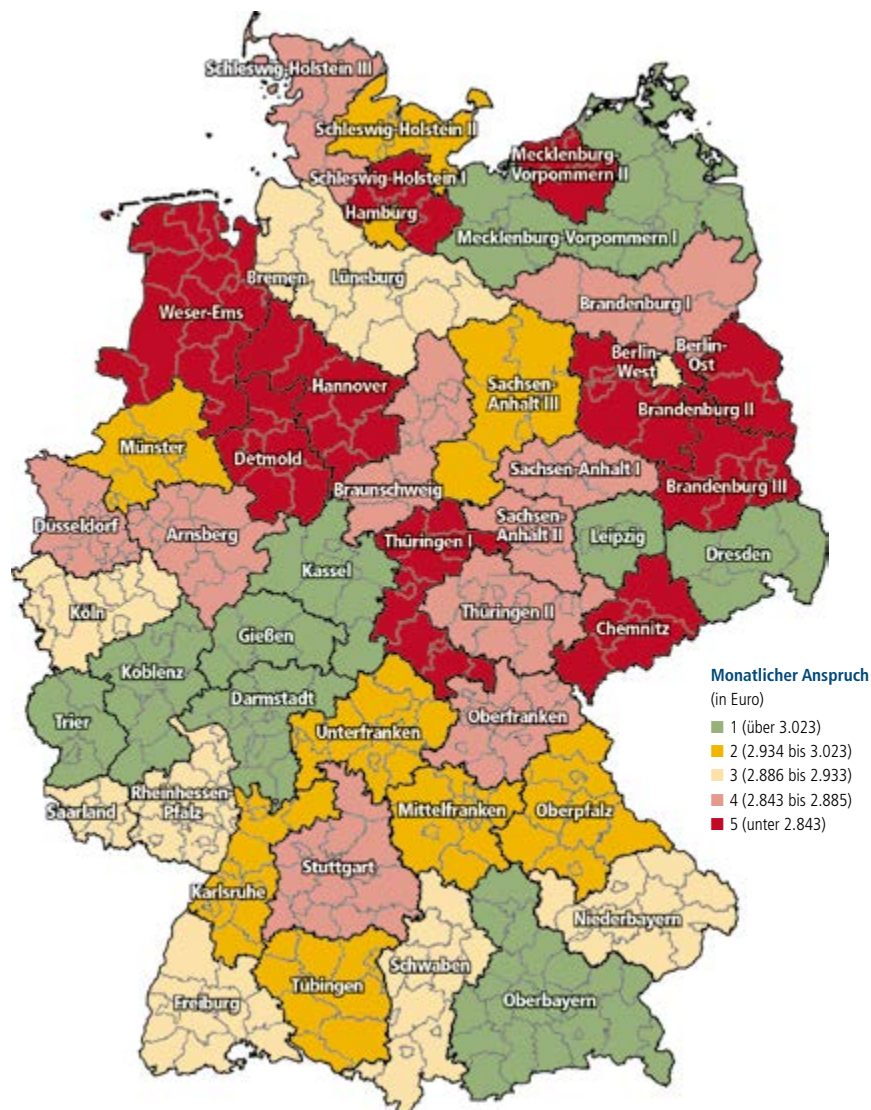 Schleswig-Holstein III
Schleswig-Holstein II
Mecklenburg-
Vorpommern II
Schleswig-Holstein I
Hamburg
Mecklenburg-Vorpommern I
Bremen
Lüneburg
Brandenburg I
Weser-Ems
Berlin-
West
Berlin-
Ost
Hannover
Sachsen-
Anhalt III
Brandenburg II
Münster
Detmold
Sachsen-Anhalt I
Brandenburg III
Braunschweig
Düsseldorf
Arnsberg
Sachsen-
Anhalt II
Thüringen I
Leipzig
Dresden
Kassel
Köln
Thüringen II
Chemnitz
Gießen
Koblenz
Darmstadt
Trier
Oberfranken
Unterfranken
Monatlicher Anspruch
(in Euro)
1 (über 3.023)
2 (2.934 bis 3.023)
3 (2.886 bis 2.933)
4 (2.843 bis 2.885)
5 (unter 2.843)
Rheinhessen-
Pfalz
Saarland
Mittelfranken
Oberpfalz
Stuttgart
Karlsruhe
Niederbayern
Schwaben
Tübingen
Freiburg
Oberbayern